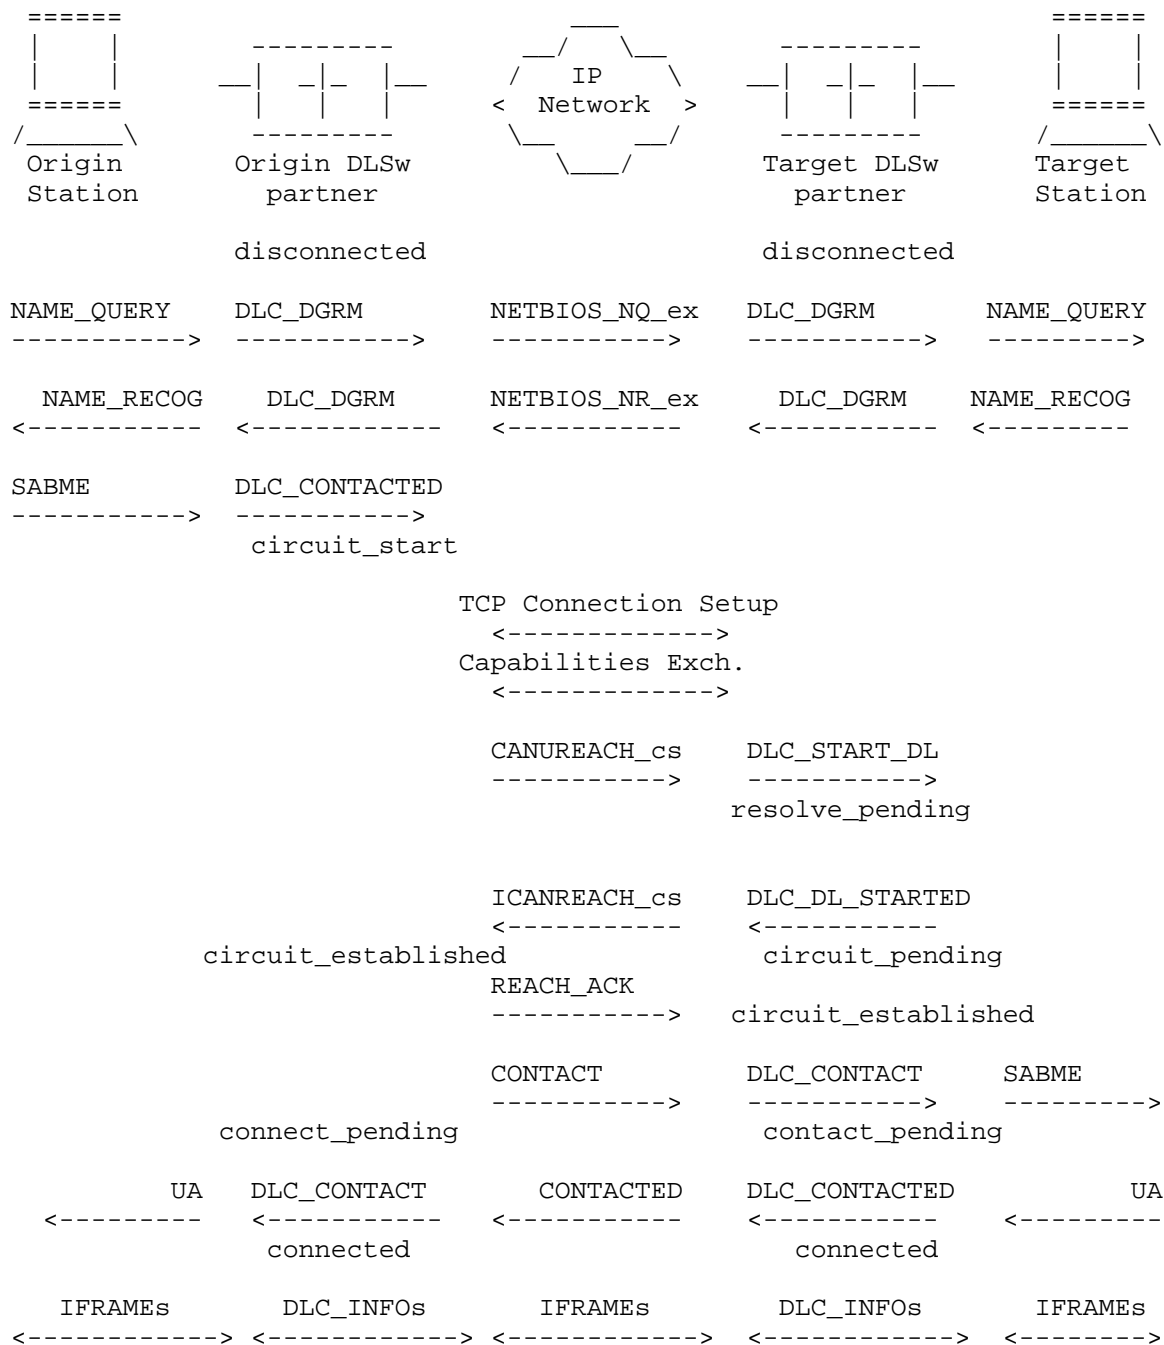 IP
Network
Origin Origin DLSw Target DLSw Target
Station partner partner Station
disconnected disconnected
NAME_QUERY DLC_DGRM NETBIOS_NQ_ex DLC_DGRM NAME_QUERY
NAME_RECOG DLC_DGRM NETBIOS_NR_ex DLC_DGRM NAME_RECOG
SABME DLC_CONTACTED
circuit_start
TCP Connection Setup
Capabilities Exch.
CANUREACH_cs DLC_START_DL
resolve_pending
ICANREACH_cs DLC_DL_STARTED
circuit_established circuit_pending
REACH_ACK
circuit_established
CONTACT DLC_CONTACT SABME
connect_pending contact_pending
UA DLC_CONTACT CONTACTED DLC_CONTACTED UA
connected connected
IFRAMEs DLC_INFOs IFRAMEs DLC_INFOs IFRAMEs